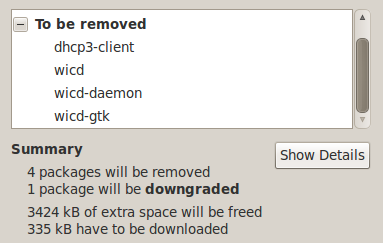 To be removed
dhcp3-client
wicd
wicd-daemon
wicd-gtk
Summary
Show Details
4 packages will be removed
1 package will be downgraded
3424 kB of extra space will be freed
335 kB have to be downloaded